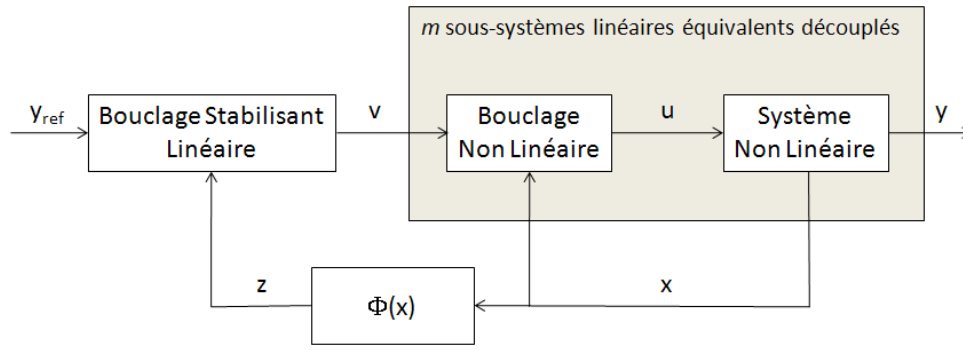 m sous-systèmes linéaires équivalents découplés
yref
Bouclage Stabilisant
Linéaire
v
Bouclage
Non Linéaire
u
Système
Non Linéaire
y
z
Φ(x)
x